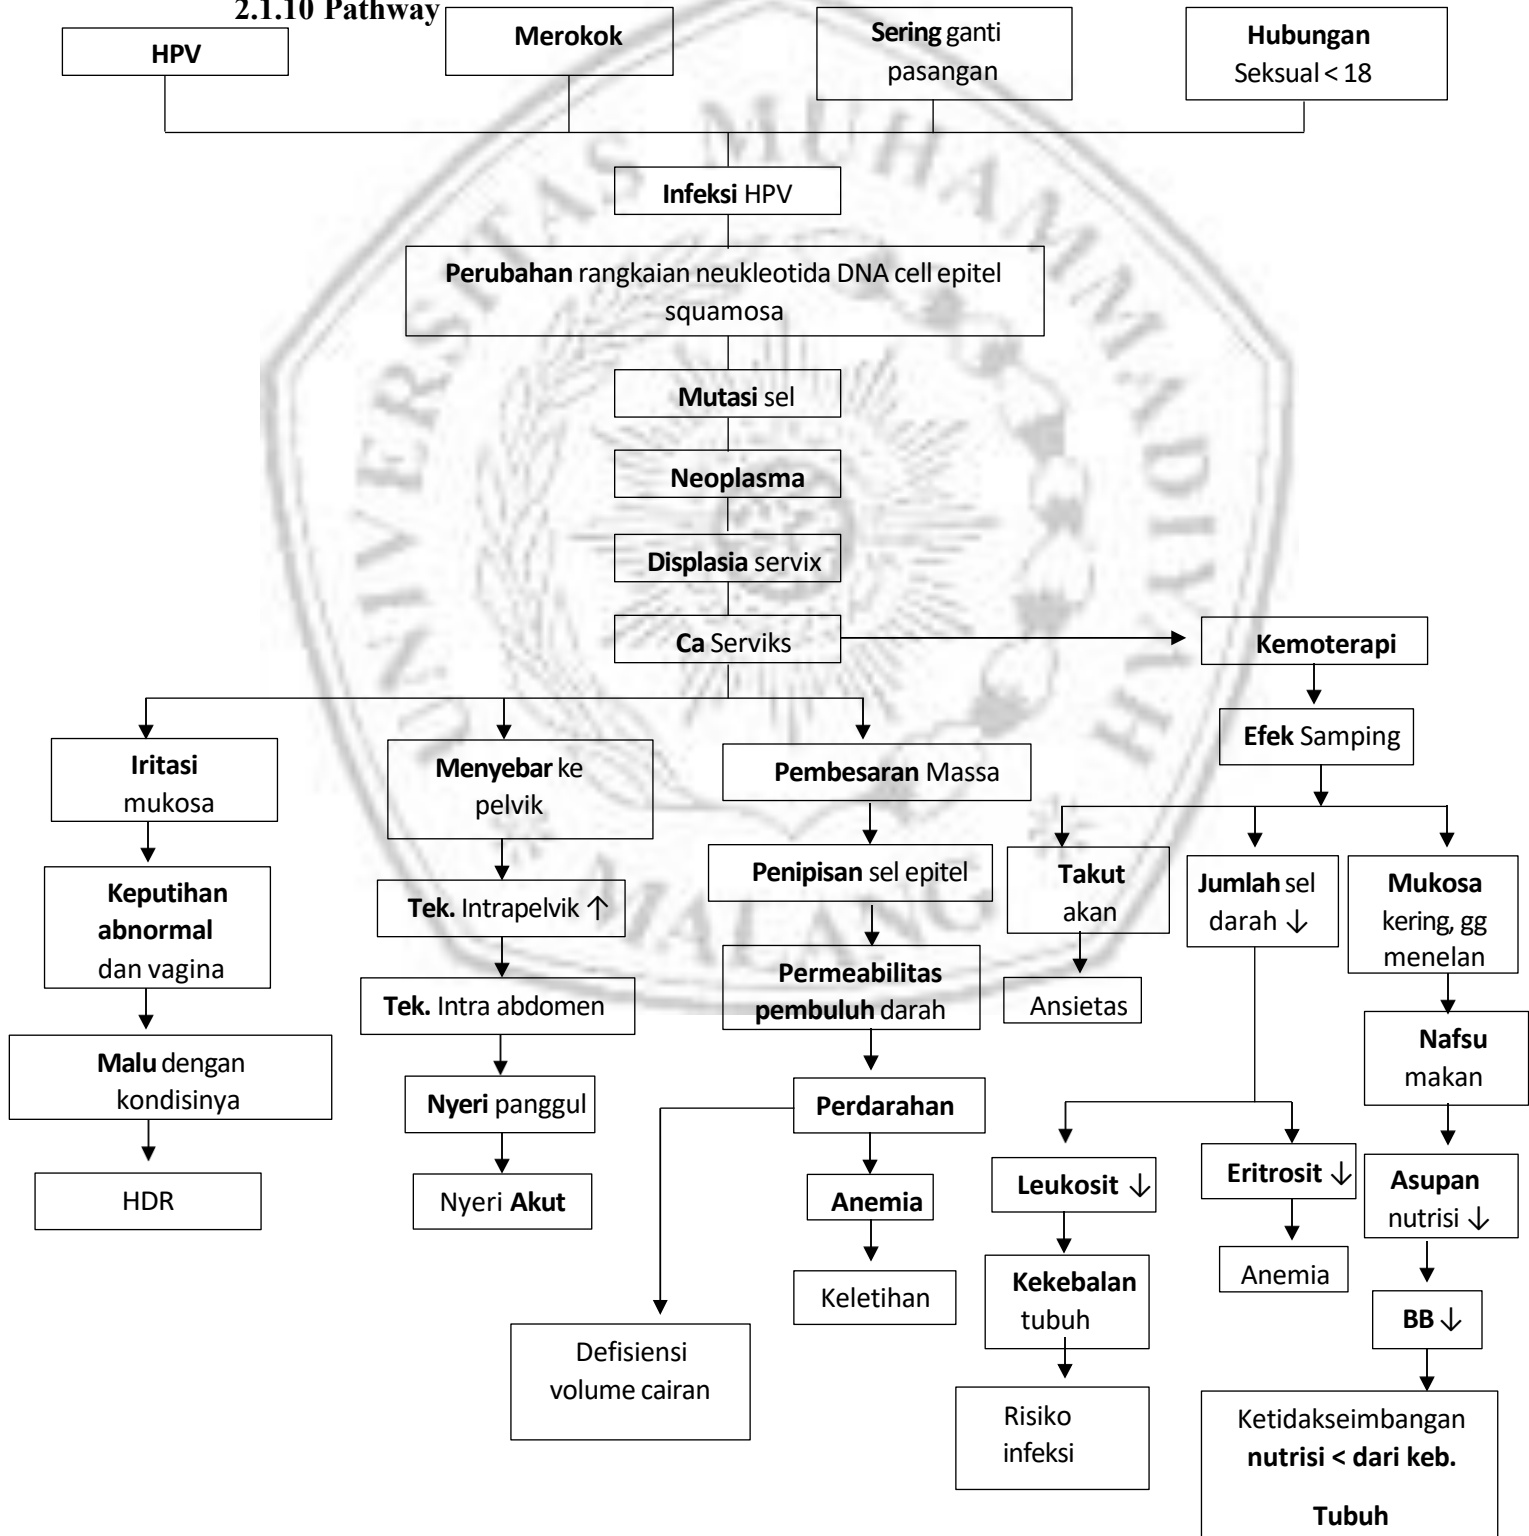 2.1.10 Pathway
HPV
Merokok
Sering ganti
pasangan
Hubungan
Seksual < 18
Infeksi HPV
Perubahan rangkaian neukleotida DNA cell epitel
squamosa
Mutasi sel
Neoplasma
Displasia servix
Ca Serviks
Kemoterapi
Efek Samping
Iritasi
mukosa
Menyebar ke
pelvik
Pembesaran Massa
Keputihan
abnormal
dan vagina
Tek. Intrapelvik ↑
Penipisan sel epitel
Takut
akan
Jumlah sel
darah ↓
Mukosa
kering, gg
menelan
Malu dengan
kondisinya
Tek. Intra abdomen
Permeabilitas
pembuluh darah
Ansietas
Nafsu
makan
HDR
Nyeri panggul
Perdarahan
Nyeri Akut
Anemia
Leukosit ↓
Eritrosit ↓
Asupan
nutrisi ↓
Keletihan
Kekebalan
tubuh
Anemia
BB ↓
Defisiensi
volume cairan
Risiko
infeksi
Ketidakseimbangan
nutrisi < dari keb.
Tubuh
UNIVERSITAS MUHAMMADIYAH
MALANG